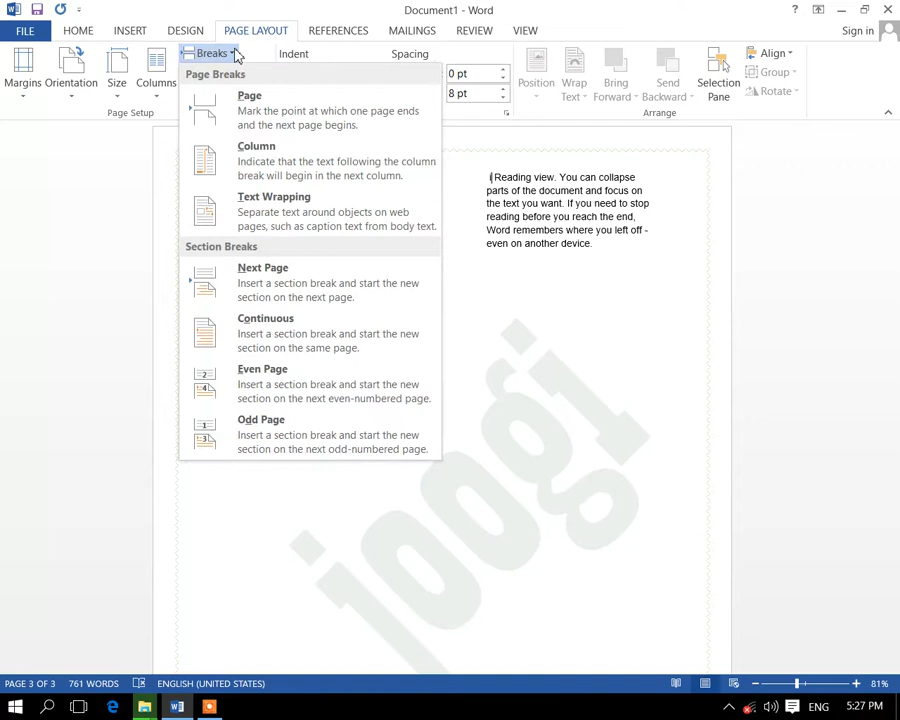 Document1 - Word
FILE HOME INSERT DESIGN PAGE LAYOUT REFERENCES MAILINGS REVIEW VIEW Sign in
Breaks Indent Spacing
Margins Orientation Size Columns
0 pt
8 pt
Position Wrap Text Bring Forward Send Backward Selection Pane
Align
Group
Rotate
Page Setup Arrange
Page Breaks
Page
Mark the point at which one page ends
and the next page begins.
Column
Indicate that the text following the column
break will begin in the next column.
Text Wrapping
Separate text around objects on web
pages, such as caption text from body text.
Section Breaks
Next Page
Insert a section break and start the new
section on the next page.
Continuous
Insert a section break and start the new
section on the same page.
Even Page
Insert a section break and start the new
section on the next even-numbered page.
Odd Page
Insert a section break and start the new
section on the next odd-numbered page.
Reading view. You can collapse
parts of the document and focus on
the text you want. If you need to stop
reading before you reach the end,
Word remembers where you left off -
even on another device.
joogi
PAGE 3 OF 3 761 WORDS ENGLISH (UNITED STATES) 81%
ENG 5:27 PM